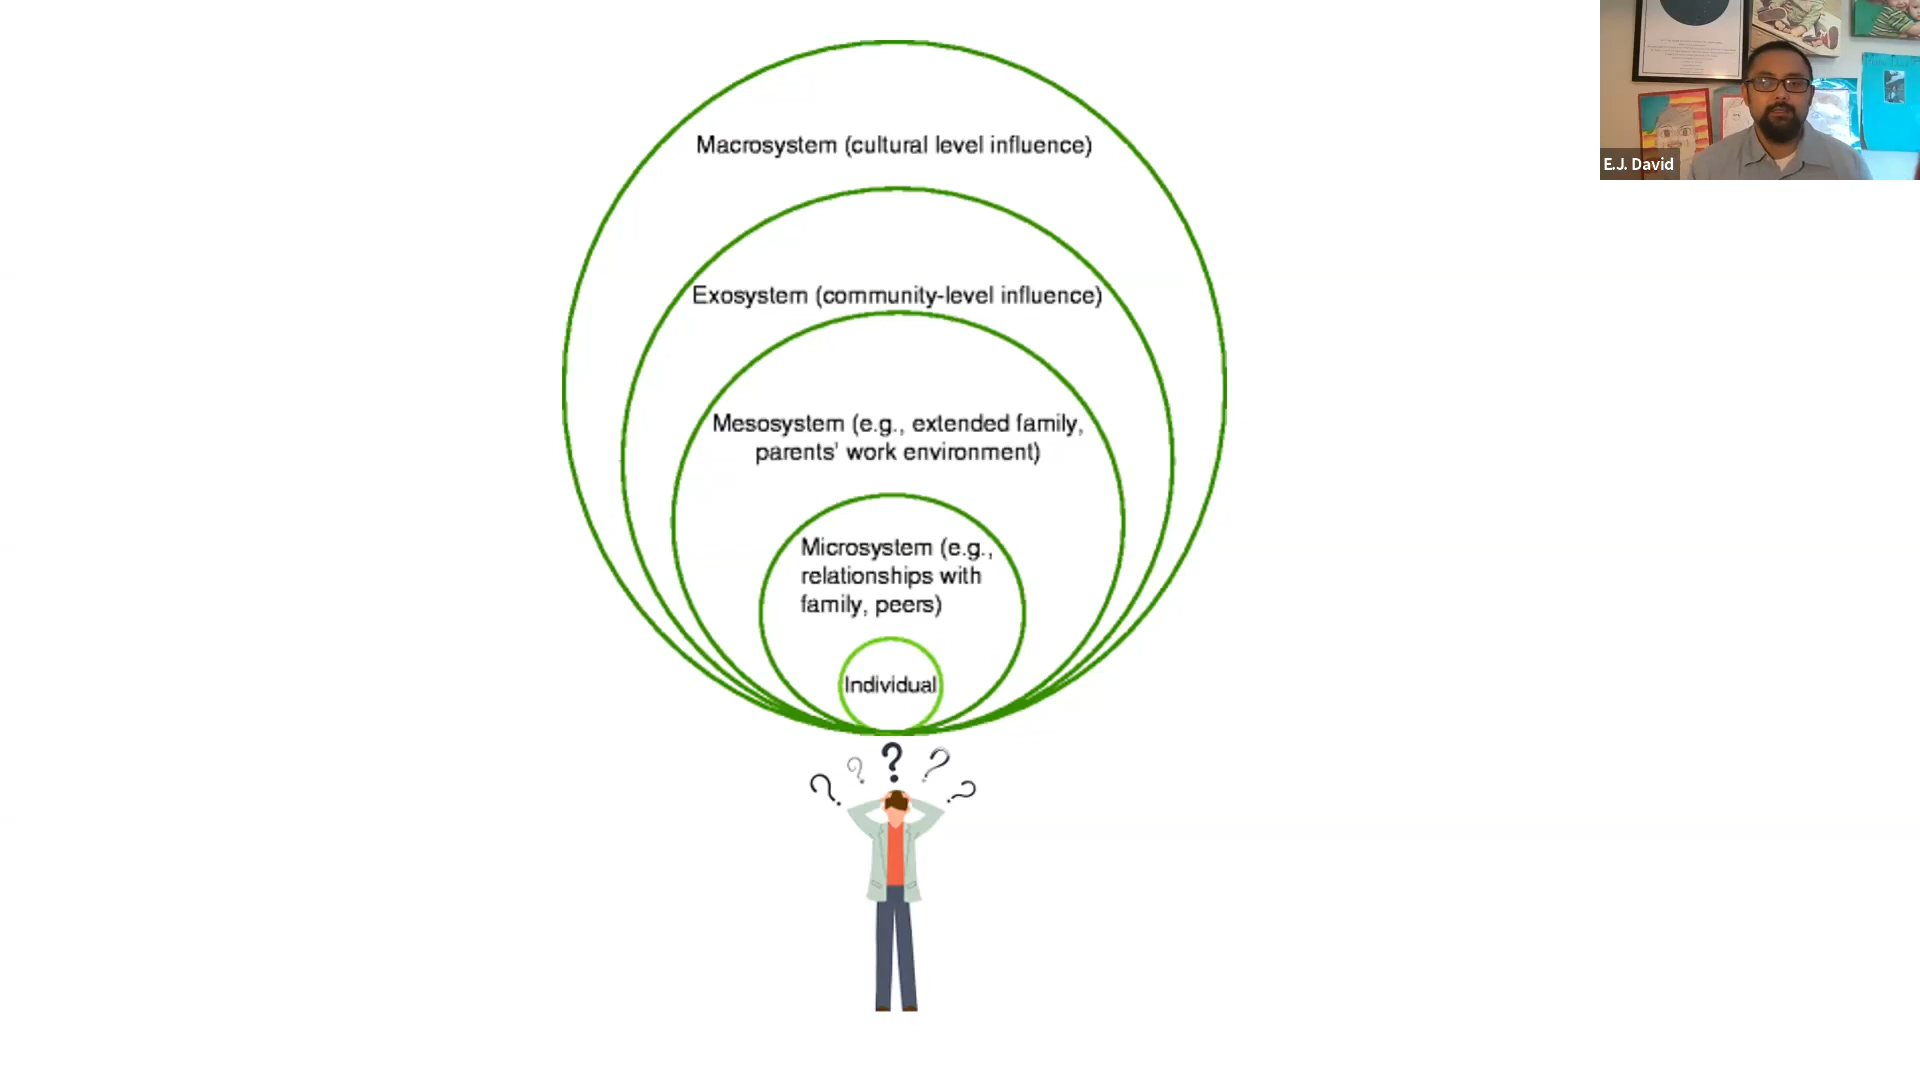 Macrosystem (cultural level influence)
Exosystem (community-level influence)
Mesosystem (e.g., extended family,
parents' work environment)
Microsystem (e.g.,
relationships with
family, peers)
Individual
? ? ? ? ?
E.J. David